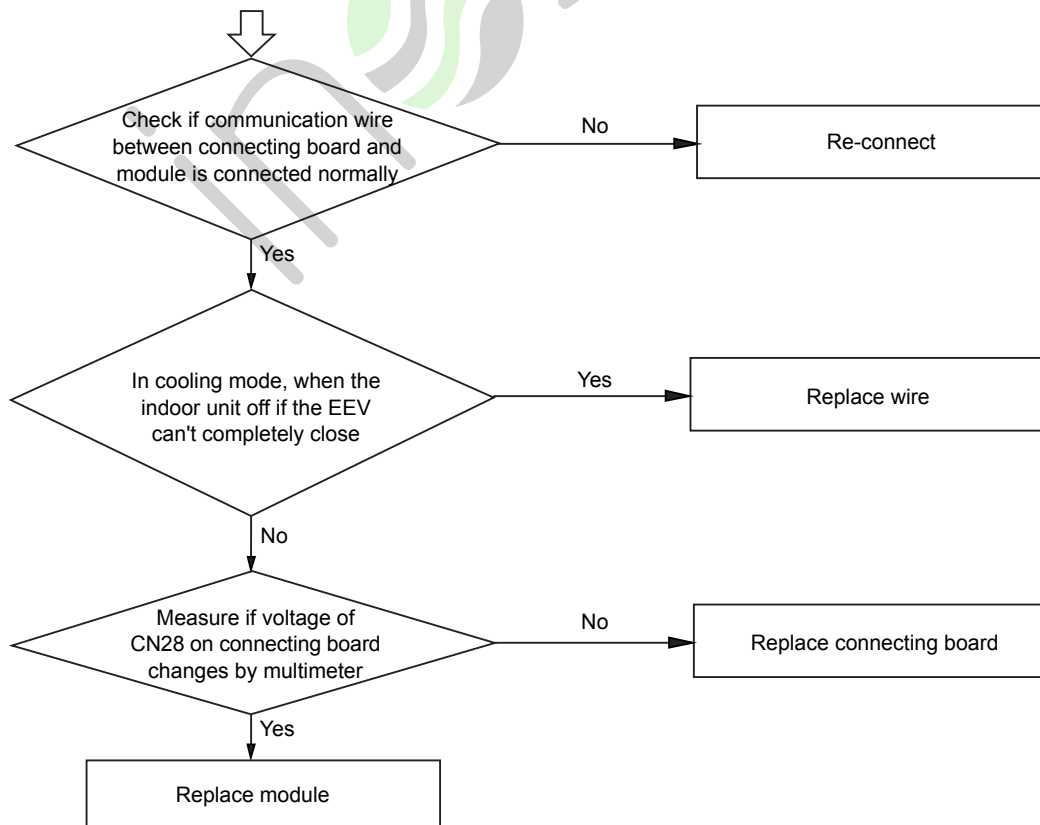 Check if communication wire
between connecting board and
module is connected normally
No
Re-connect
Yes
In cooling mode, when the
indoor unit off if the EEV
can't completely close
Yes
Replace wire
No
Measure if voltage of
CN28 on connecting board
changes by multimeter
No
Replace connecting board
Yes
Replace module